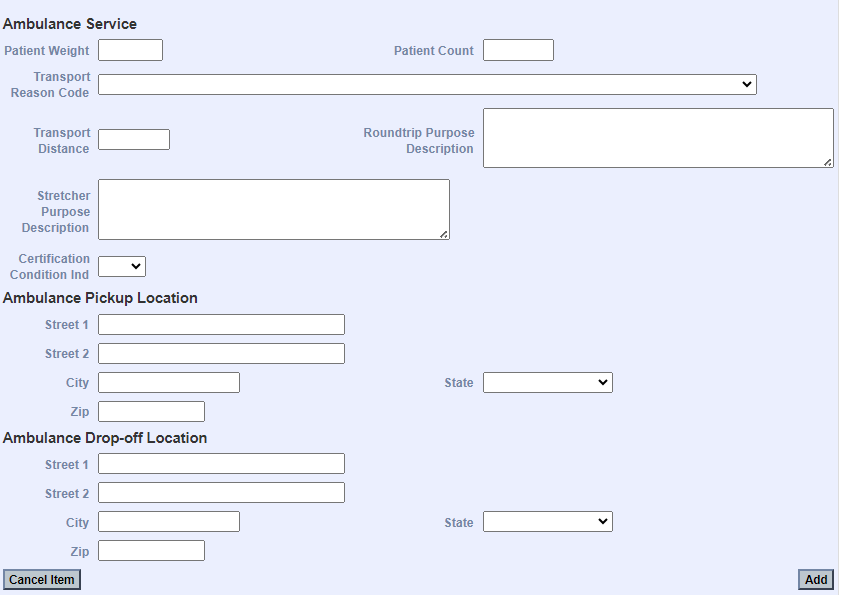 Ambulance Service
Patient Weight
Patient Count
Transport
Reason Code
Transport
Distance
Roundtrip Purpose
Description
Stretcher
Purpose
Description
Certification
Condition Ind
Ambulance Pickup Location
Street 1
Street 2
City
State
Zip
Ambulance Drop-off Location
Street 1
Street 2
City
State
Zip
Cancel Item
Add